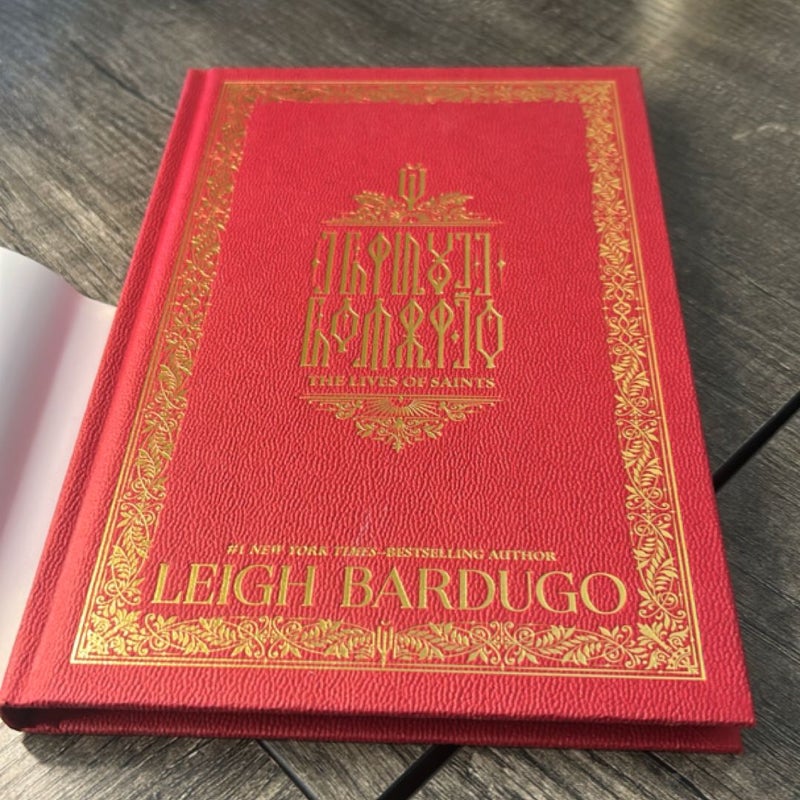 THE LIVES OF SAINTS
#1 NEW YORK TIMES–BESTSELLING AUTHOR
LEIGH BARDUGO